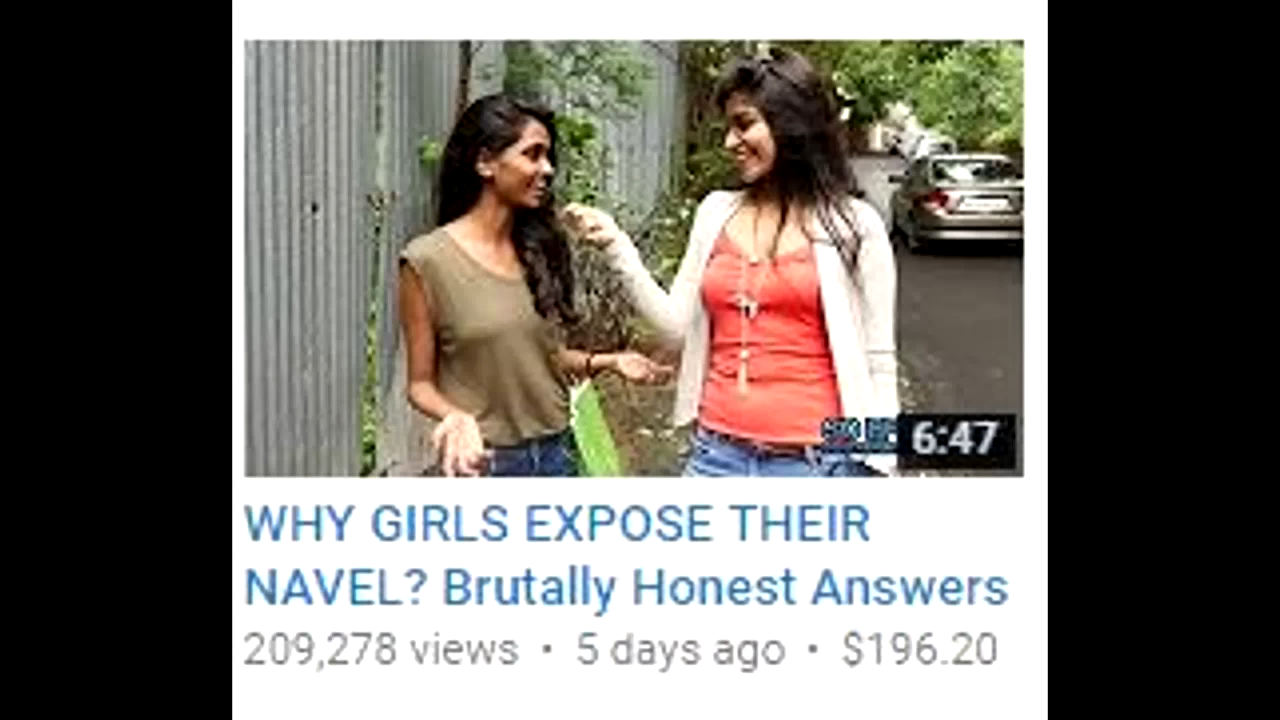 6:47
WHY GIRLS EXPOSE THEIR
NAVEL? Brutally Honest Answers
209,278 views • 5 days ago • $196.20